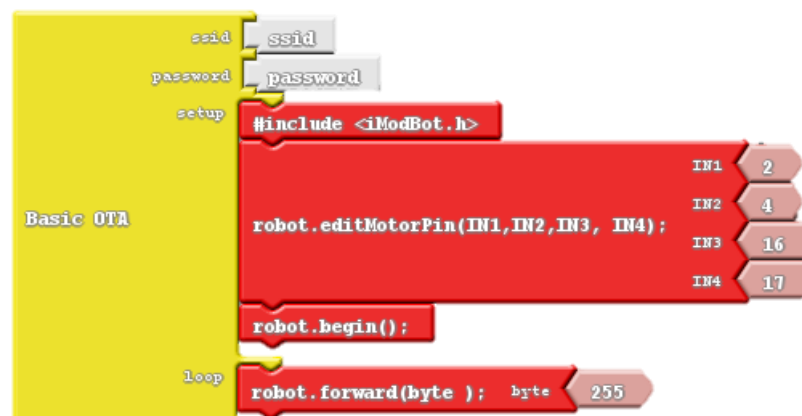 ssid ssid
password password
setup
#include <iModBot.h>
IN1 2
IN2 4
Basic OTA
robot.editMotorPin(IN1,IN2,IN3, IN4);
IN3 16
IN4 17
robot.begin();
loop
robot.forward(byte ); byte 255